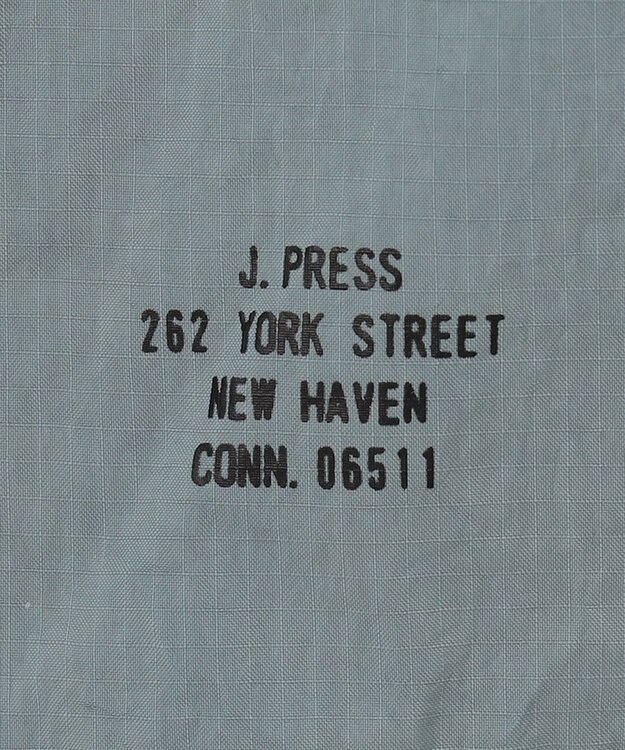 J. PRESS
262 YORK STREET
NEW HAVEN
CONN. 06511